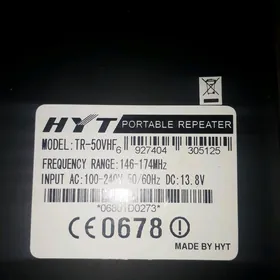 HYT PORTABLE REPEATER
MODEL:TR-50VHF 6 927404 305125
FREQUENCY RANGE:146-174MHz
INPUT AC:100-240V 50/60Hz DC:13.8V
CE0678
MADE BY HYT